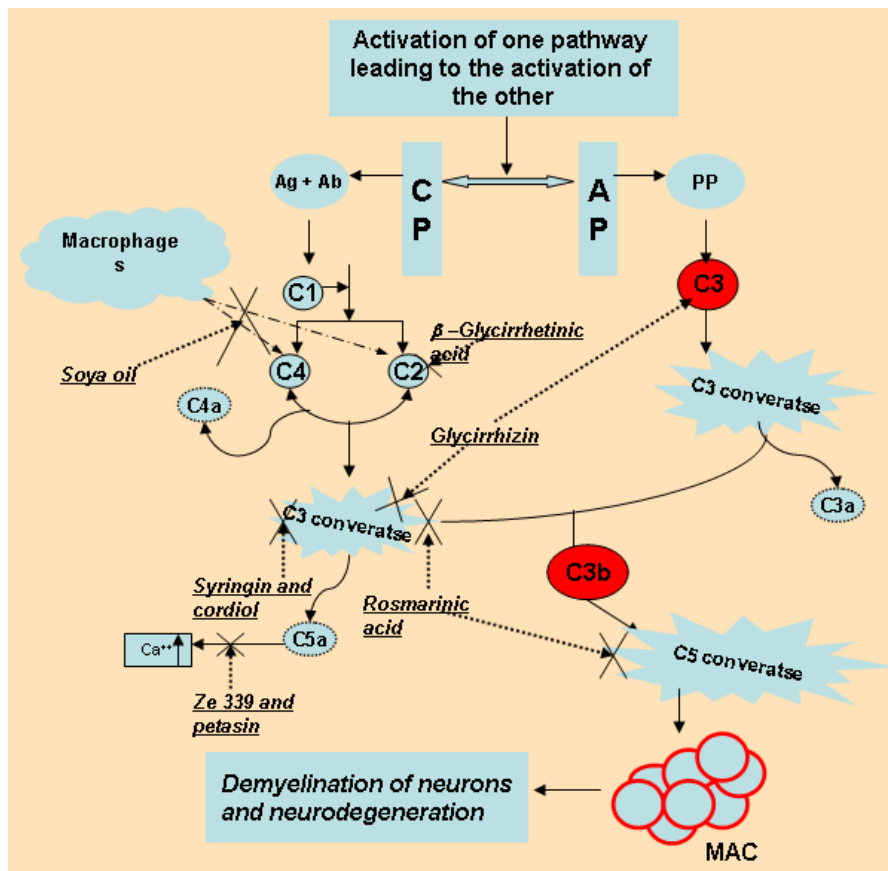 Activation of one pathway
leading to the activation of
the other
Ag + Ab
C
P
A
P
PP
Macrophage
s
C1
C3
β –Glycirrhetinic
acid
Soya oil
C4
C2
C3 converatse
C4a
Glycirrhizin
C3a
C3 converatse
C3b
Syringin and
cordiol
Rosmarinic
acid
C5a
Ca++
C5 converatse
Ze 339 and
petasin
Demyelination of neurons
and neurodegeneration
MAC